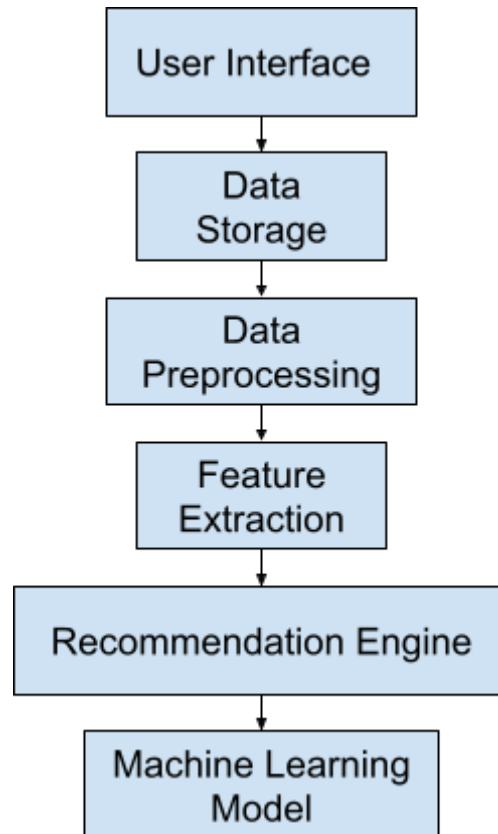 User Interface
Data
Storage
Data
Preprocessing
Feature
Extraction
Recommendation Engine
Machine Learning
Model